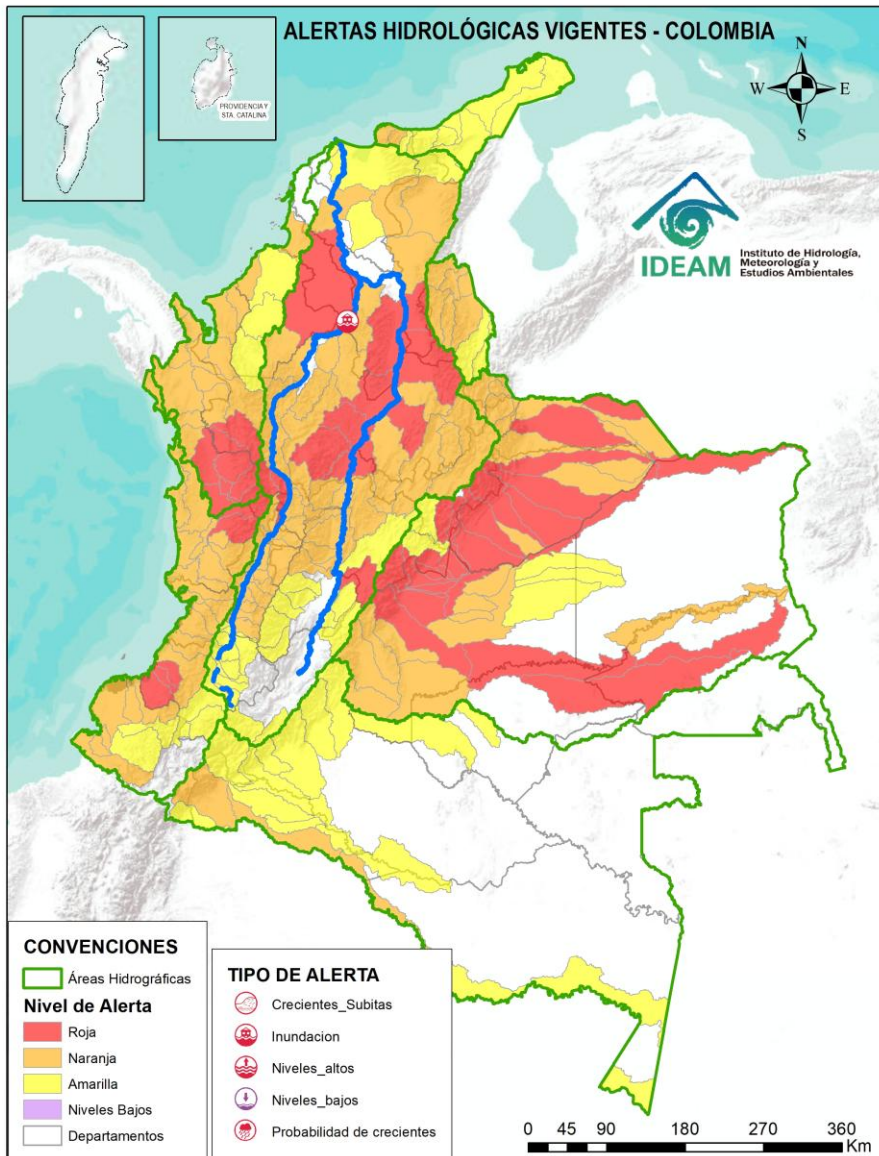 ALERTAS HIDROLÓGICAS VIGENTES - COLOMBIA
PROVIDENCIA Y
STA. CATALINA
N
W
E
S
IDEAM
Instituto de Hidrología,
Meteorología y
Estudios Ambientales
CONVENCIONES
Áreas Hidrográficas
Nivel de Alerta
Roja
Naranja
Amarilla
Niveles Bajos
Departamentos
TIPO DE ALERTA
Crecientes_Subitas
Inundacion
Niveles_altos
Niveles_bajos
Probabilidad de crecientes
0 45 90 180 270 360
Km